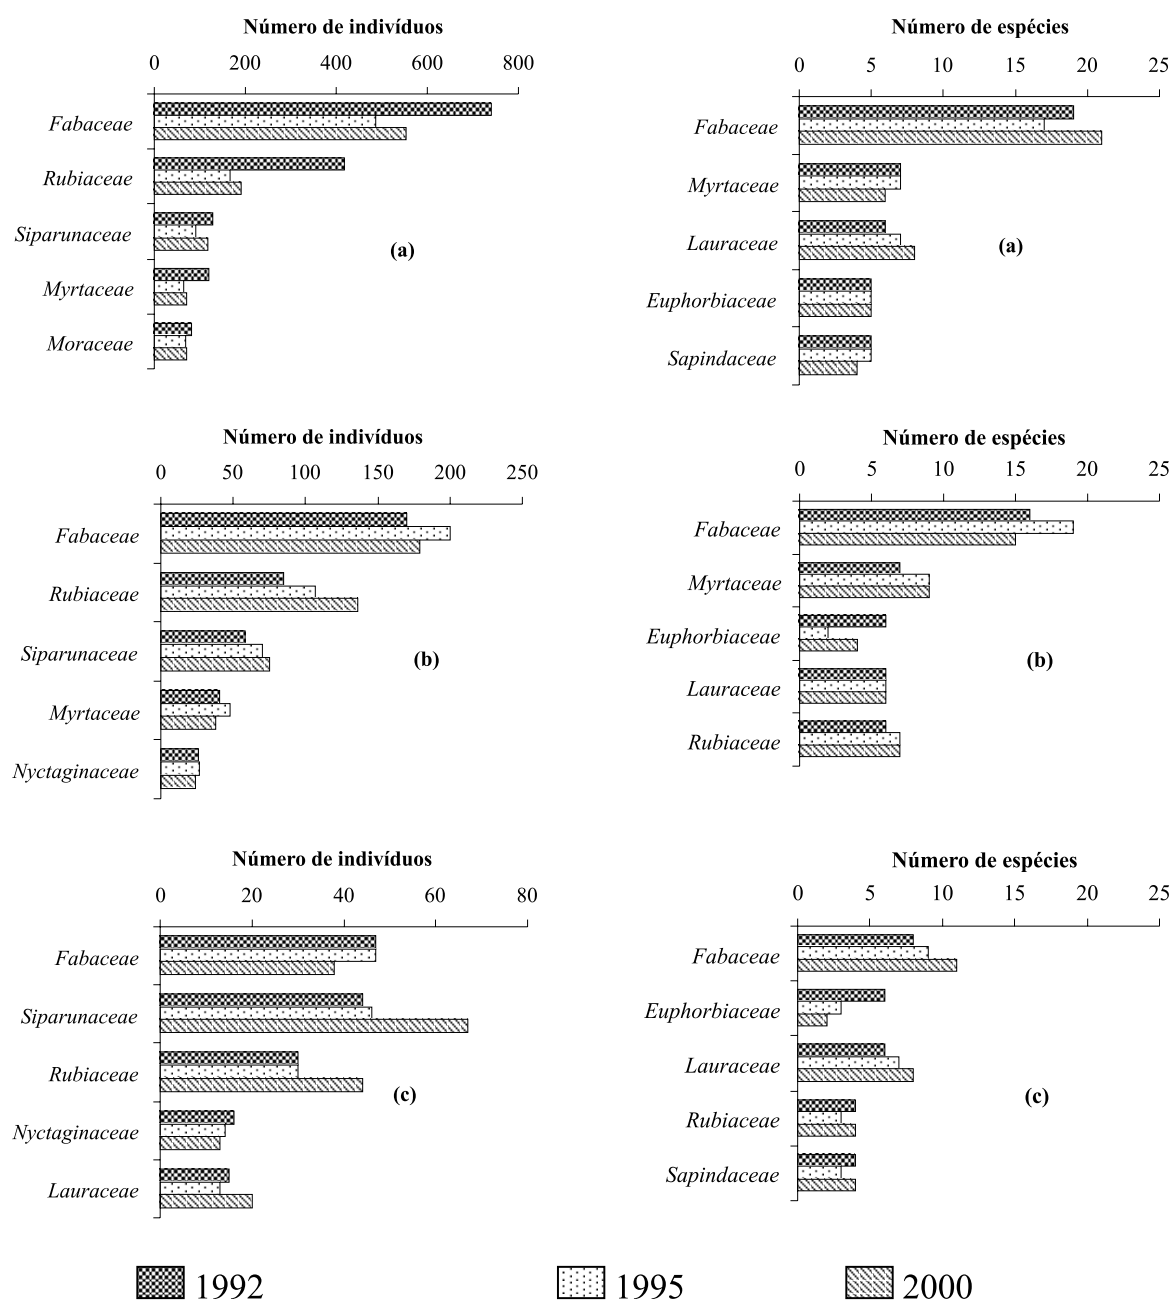 Número de indivíduos
0 200 400 600 800
Fabaceae
Rubiaceae
Siparunaceae
Myrtaceae
Moraceae
(a)
Número de espécies
0 5 10 15 20 25
Fabaceae
Myrtaceae
Lauraceae
Euphorbiaceae
Sapindaceae
(a)
Número de indivíduos
0 50 100 150 200 250
Fabaceae
Rubiaceae
Siparunaceae
Myrtaceae
Nyctaginaceae
(b)
Número de espécies
0 5 10 15 20 25
Fabaceae
Myrtaceae
Euphorbiaceae
Lauraceae
Rubiaceae
(b)
Número de indivíduos
0 20 40 60 80
Fabaceae
Siparunaceae
Rubiaceae
Nyctaginaceae
Lauraceae
(c)
Número de espécies
0 5 10 15 20 25
Fabaceae
Euphorbiaceae
Lauraceae
Rubiaceae
Sapindaceae
(c)
1992 1995 2000